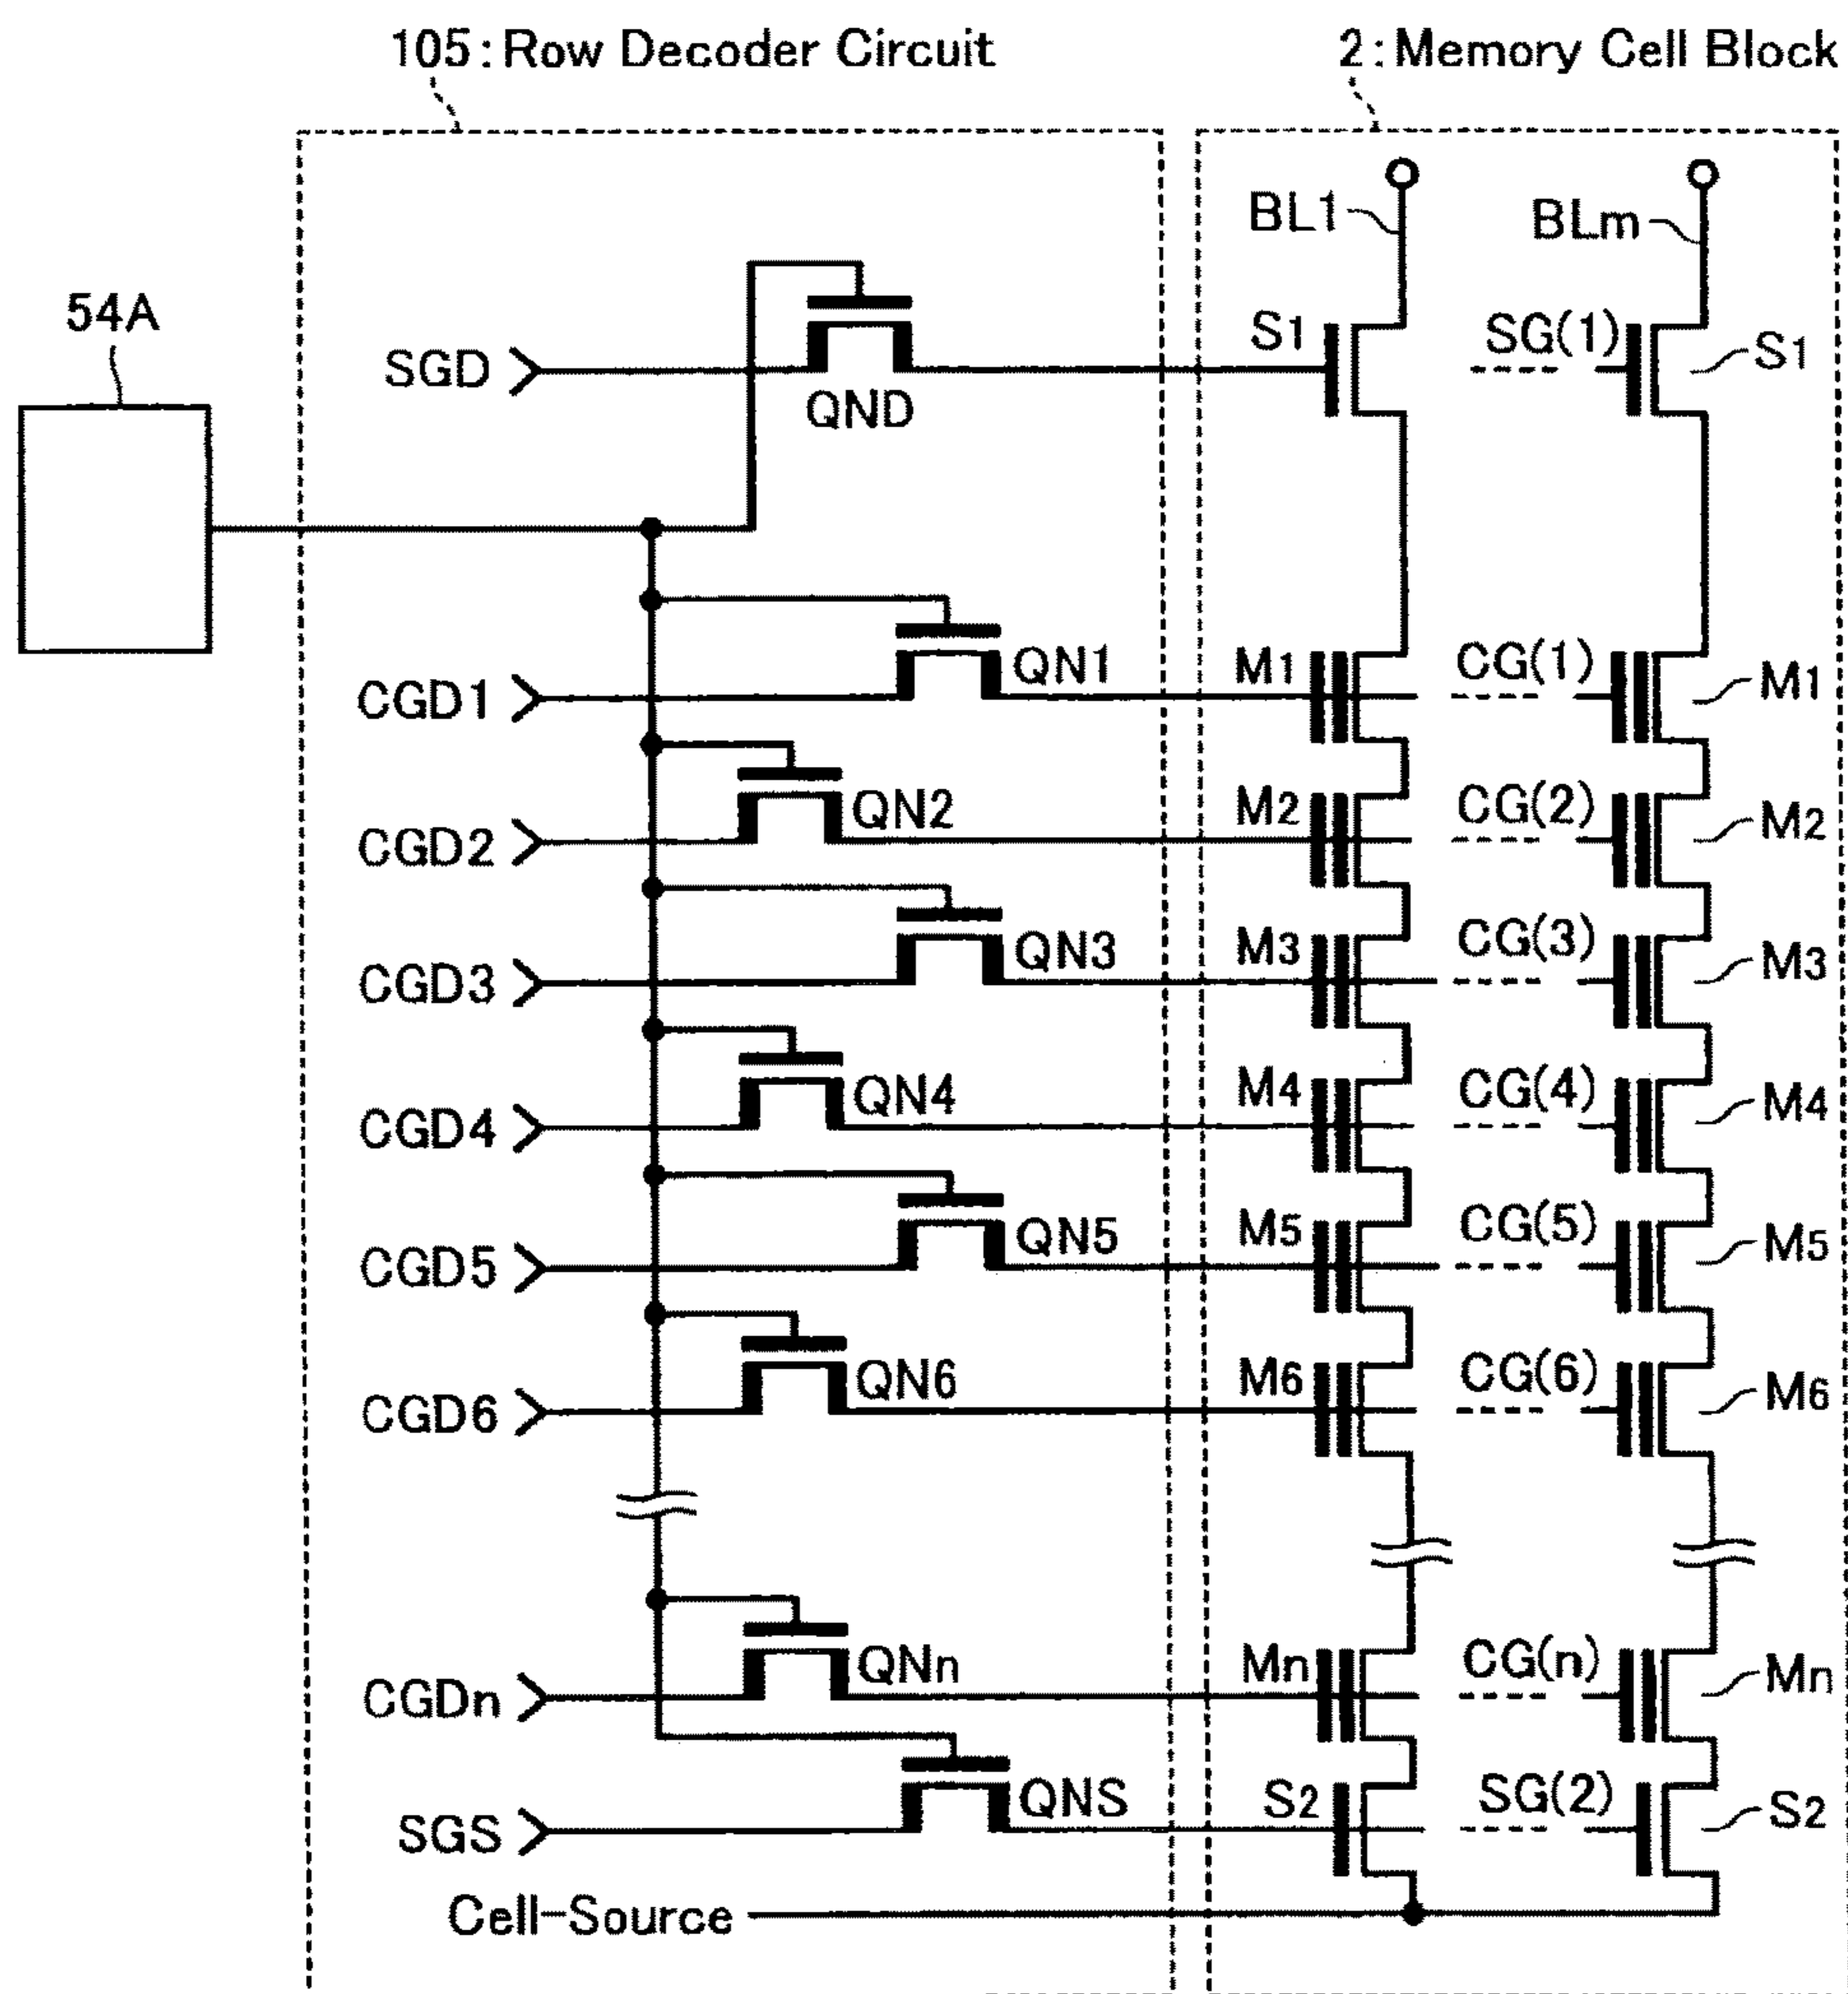 105: Row Decoder Circuit
2: Memory Cell Block
BL1
BLm
54A
SGD
QND
S1
SG(1)
S1
CGD1
QN1
M1
CG(1)
M1
CGD2
QN2
M2
CG(2)
M2
CGD3
QN3
M3
CG(3)
M3
CGD4
QN4
M4
CG(4)
M4
CGD5
QN5
M5
CG(5)
M5
CGD6
QN6
M6
CG(6)
M6
CGDn
QNn
Mn
CG(n)
Mn
SGS
QNS
S2
SG(2)
S2
Cell-Source